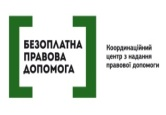 БЕЗОПЛАТНА
ПРАВОВА
ДОПОМОГА
Координаційний
центр з надання
правової допомоги